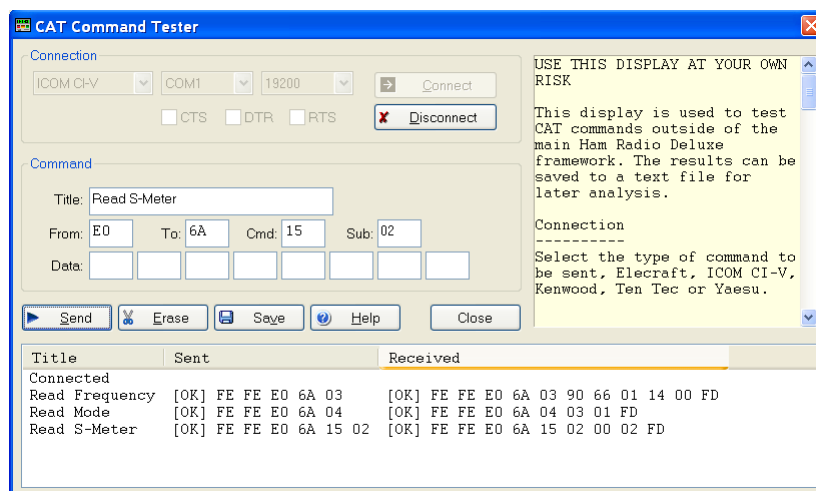 CAT Command Tester
Connection
ICOM CI-V COM1 19200 Connect
CTS DTR RTS Disconnect
Command
Title: Read S-Meter
From: E0 To: 6A Cmd: 15 Sub: 02
Data:
Send Erase Save Help Close
USE THIS DISPLAY AT YOUR OWN
RISK
This display is used to test
CAT commands outside of the
main Ham Radio Deluxe
framework. The results can be
saved to a text file for
later analysis.
Connection
----------
Select the type of command to
be sent, Elecraft, ICOM CI-V,
Kenwood, Ten Tec or Yaesu.
Title Sent Received
Connected
Read Frequency [OK] FE FE E0 6A 03 [OK] FE FE E0 6A 03 90 66 01 14 00 FD
Read Mode [OK] FE FE E0 6A 04 [OK] FE FE E0 6A 04 03 01 FD
Read S-Meter [OK] FE FE E0 6A 15 02 [OK] FE FE E0 6A 15 02 00 02 FD